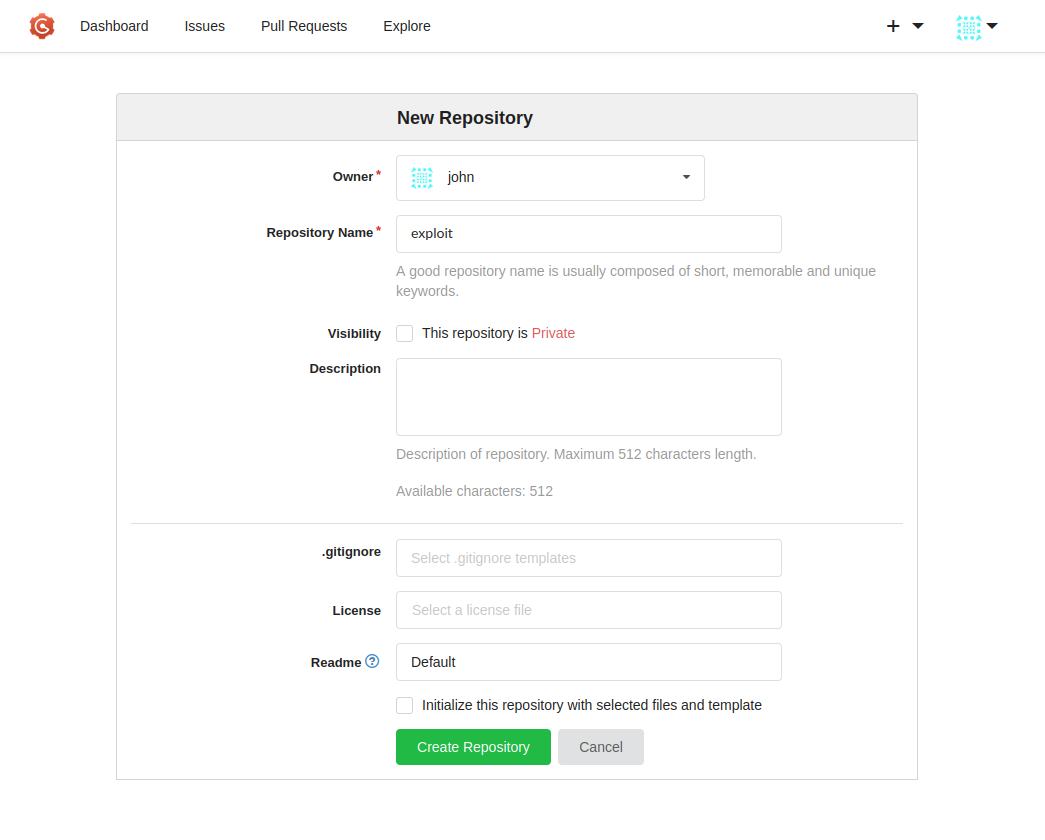 Dashboard Issues Pull Requests Explore
New Repository
Owner*
john
Repository Name*
exploit
A good repository name is usually composed of short, memorable and unique
keywords.
Visibility
This repository is Private
Description
Description of repository. Maximum 512 characters length.
Available characters: 512
.gitignore
Select .gitignore templates
License
Select a license file
Readme
Default
Initialize this repository with selected files and template
Create Repository Cancel